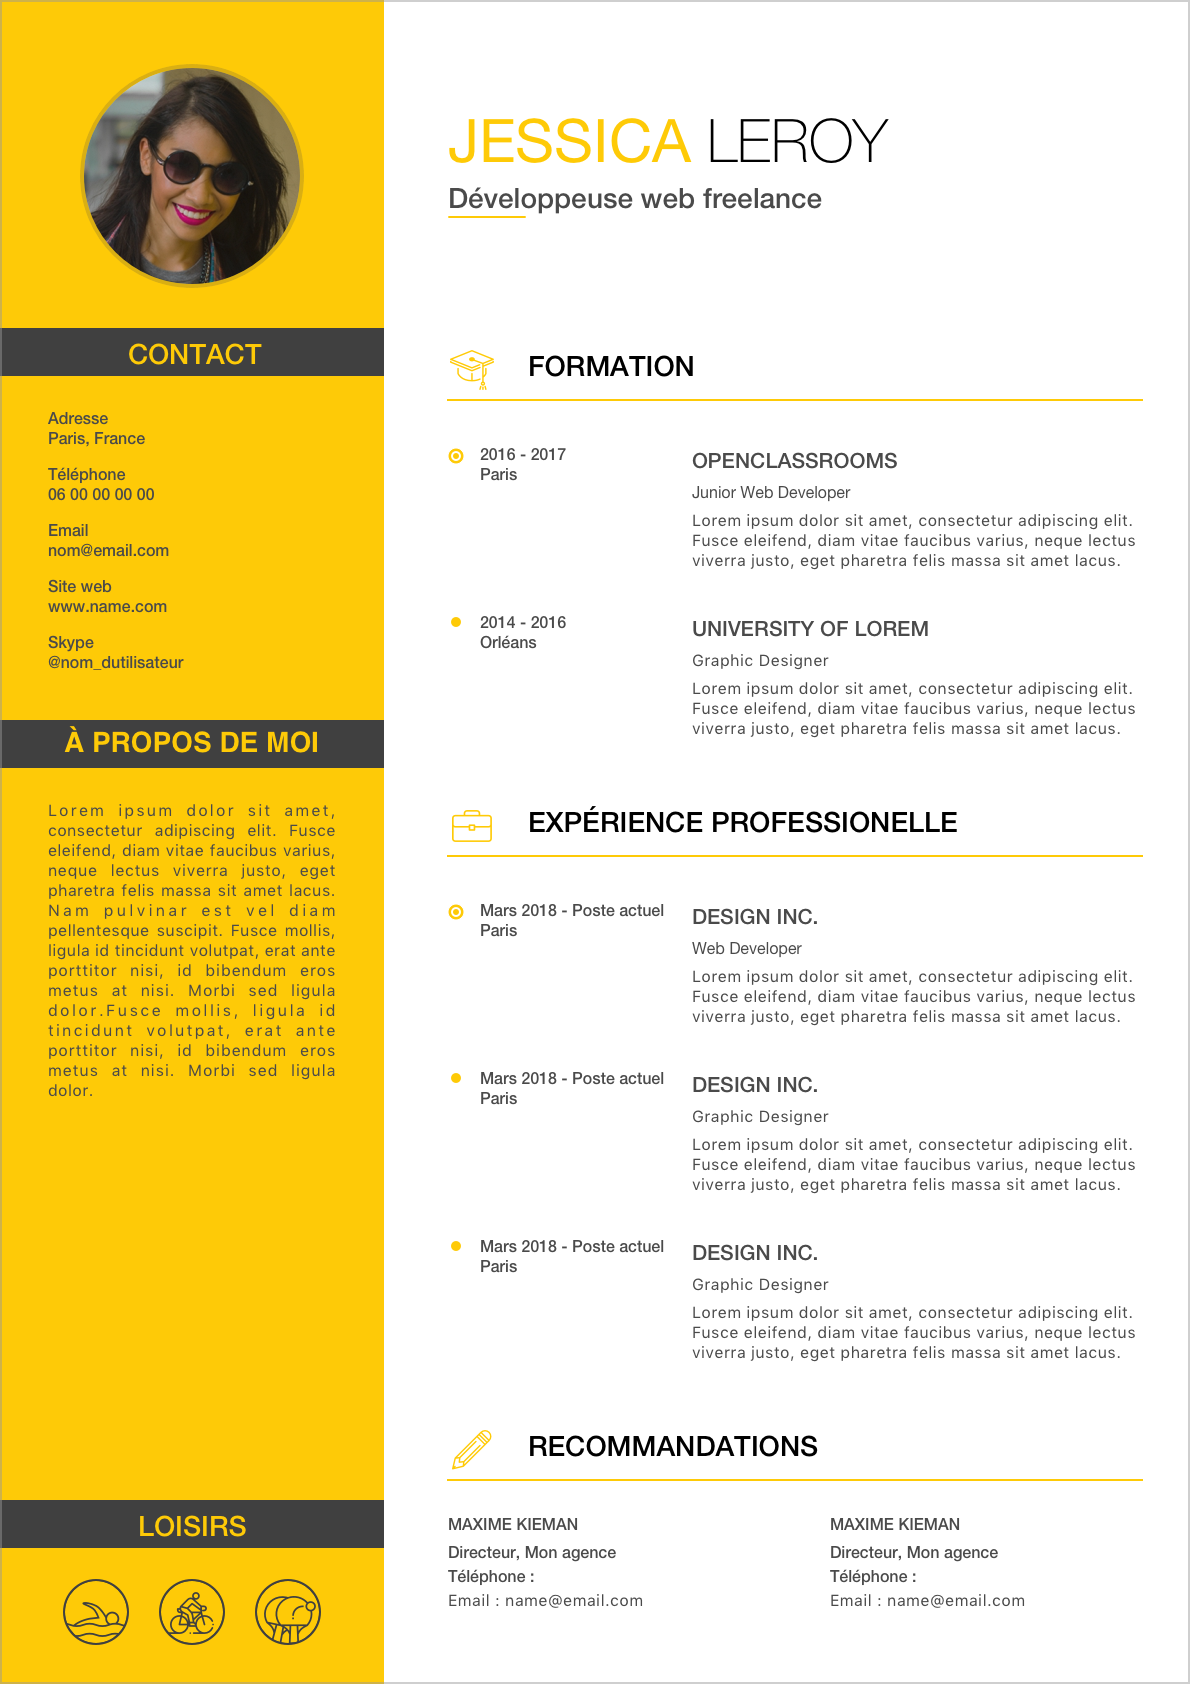 JESSICA LEROY
Développeuse web freelance
CONTACT
Adresse
Paris, France
Téléphone
06 00 00 00 00
Email
nom@email.com
Site web
www.name.com
Skype
@nom_dutilisateur
À PROPOS DE MOI
Lorem ipsum dolor sit amet,
consectetur adipiscing elit. Fusce
eleifend, diam vitae faucibus varius,
neque lectus viverra justo, eget
pharetra felis massa sit amet lacus.
Nam pulvinar est vel diam
pellentesque suscipit. Fusce mollis,
ligula id tincidunt volutpat, erat ante
porttitor nisi, id bibendum eros
metus at nisi. Morbi sed ligula
dolor.Fusce mollis, ligula id
tincidunt volutpat, erat ante
porttitor nisi, id bibendum eros
metus at nisi. Morbi sed ligula
dolor.
LOISIRS
FORMATION
2016 - 2017
Paris
OPENCLASSROOMS
Junior Web Developer
Lorem ipsum dolor sit amet, consectetur adipiscing elit.
Fusce eleifend, diam vitae faucibus varius, neque lectus
viverra justo, eget pharetra felis massa sit amet lacus.
2014 - 2016
Orléans
UNIVERSITY OF LOREM
Graphic Designer
Lorem ipsum dolor sit amet, consectetur adipiscing elit.
Fusce eleifend, diam vitae faucibus varius, neque lectus
viverra justo, eget pharetra felis massa sit amet lacus.
EXPÉRIENCE PROFESSIONELLE
Mars 2018 - Poste actuel
Paris
DESIGN INC.
Web Developer
Lorem ipsum dolor sit amet, consectetur adipiscing elit.
Fusce eleifend, diam vitae faucibus varius, neque lectus
viverra justo, eget pharetra felis massa sit amet lacus.
Mars 2018 - Poste actuel
Paris
DESIGN INC.
Graphic Designer
Lorem ipsum dolor sit amet, consectetur adipiscing elit.
Fusce eleifend, diam vitae faucibus varius, neque lectus
viverra justo, eget pharetra felis massa sit amet lacus.
Mars 2018 - Poste actuel
Paris
DESIGN INC.
Graphic Designer
Lorem ipsum dolor sit amet, consectetur adipiscing elit.
Fusce eleifend, diam vitae faucibus varius, neque lectus
viverra justo, eget pharetra felis massa sit amet lacus.
RECOMMANDATIONS
MAXIME KIEMAN
Directeur, Mon agence
Téléphone :
Email : name@email.com
MAXIME KIEMAN
Directeur, Mon agence
Téléphone :
Email : name@email.com